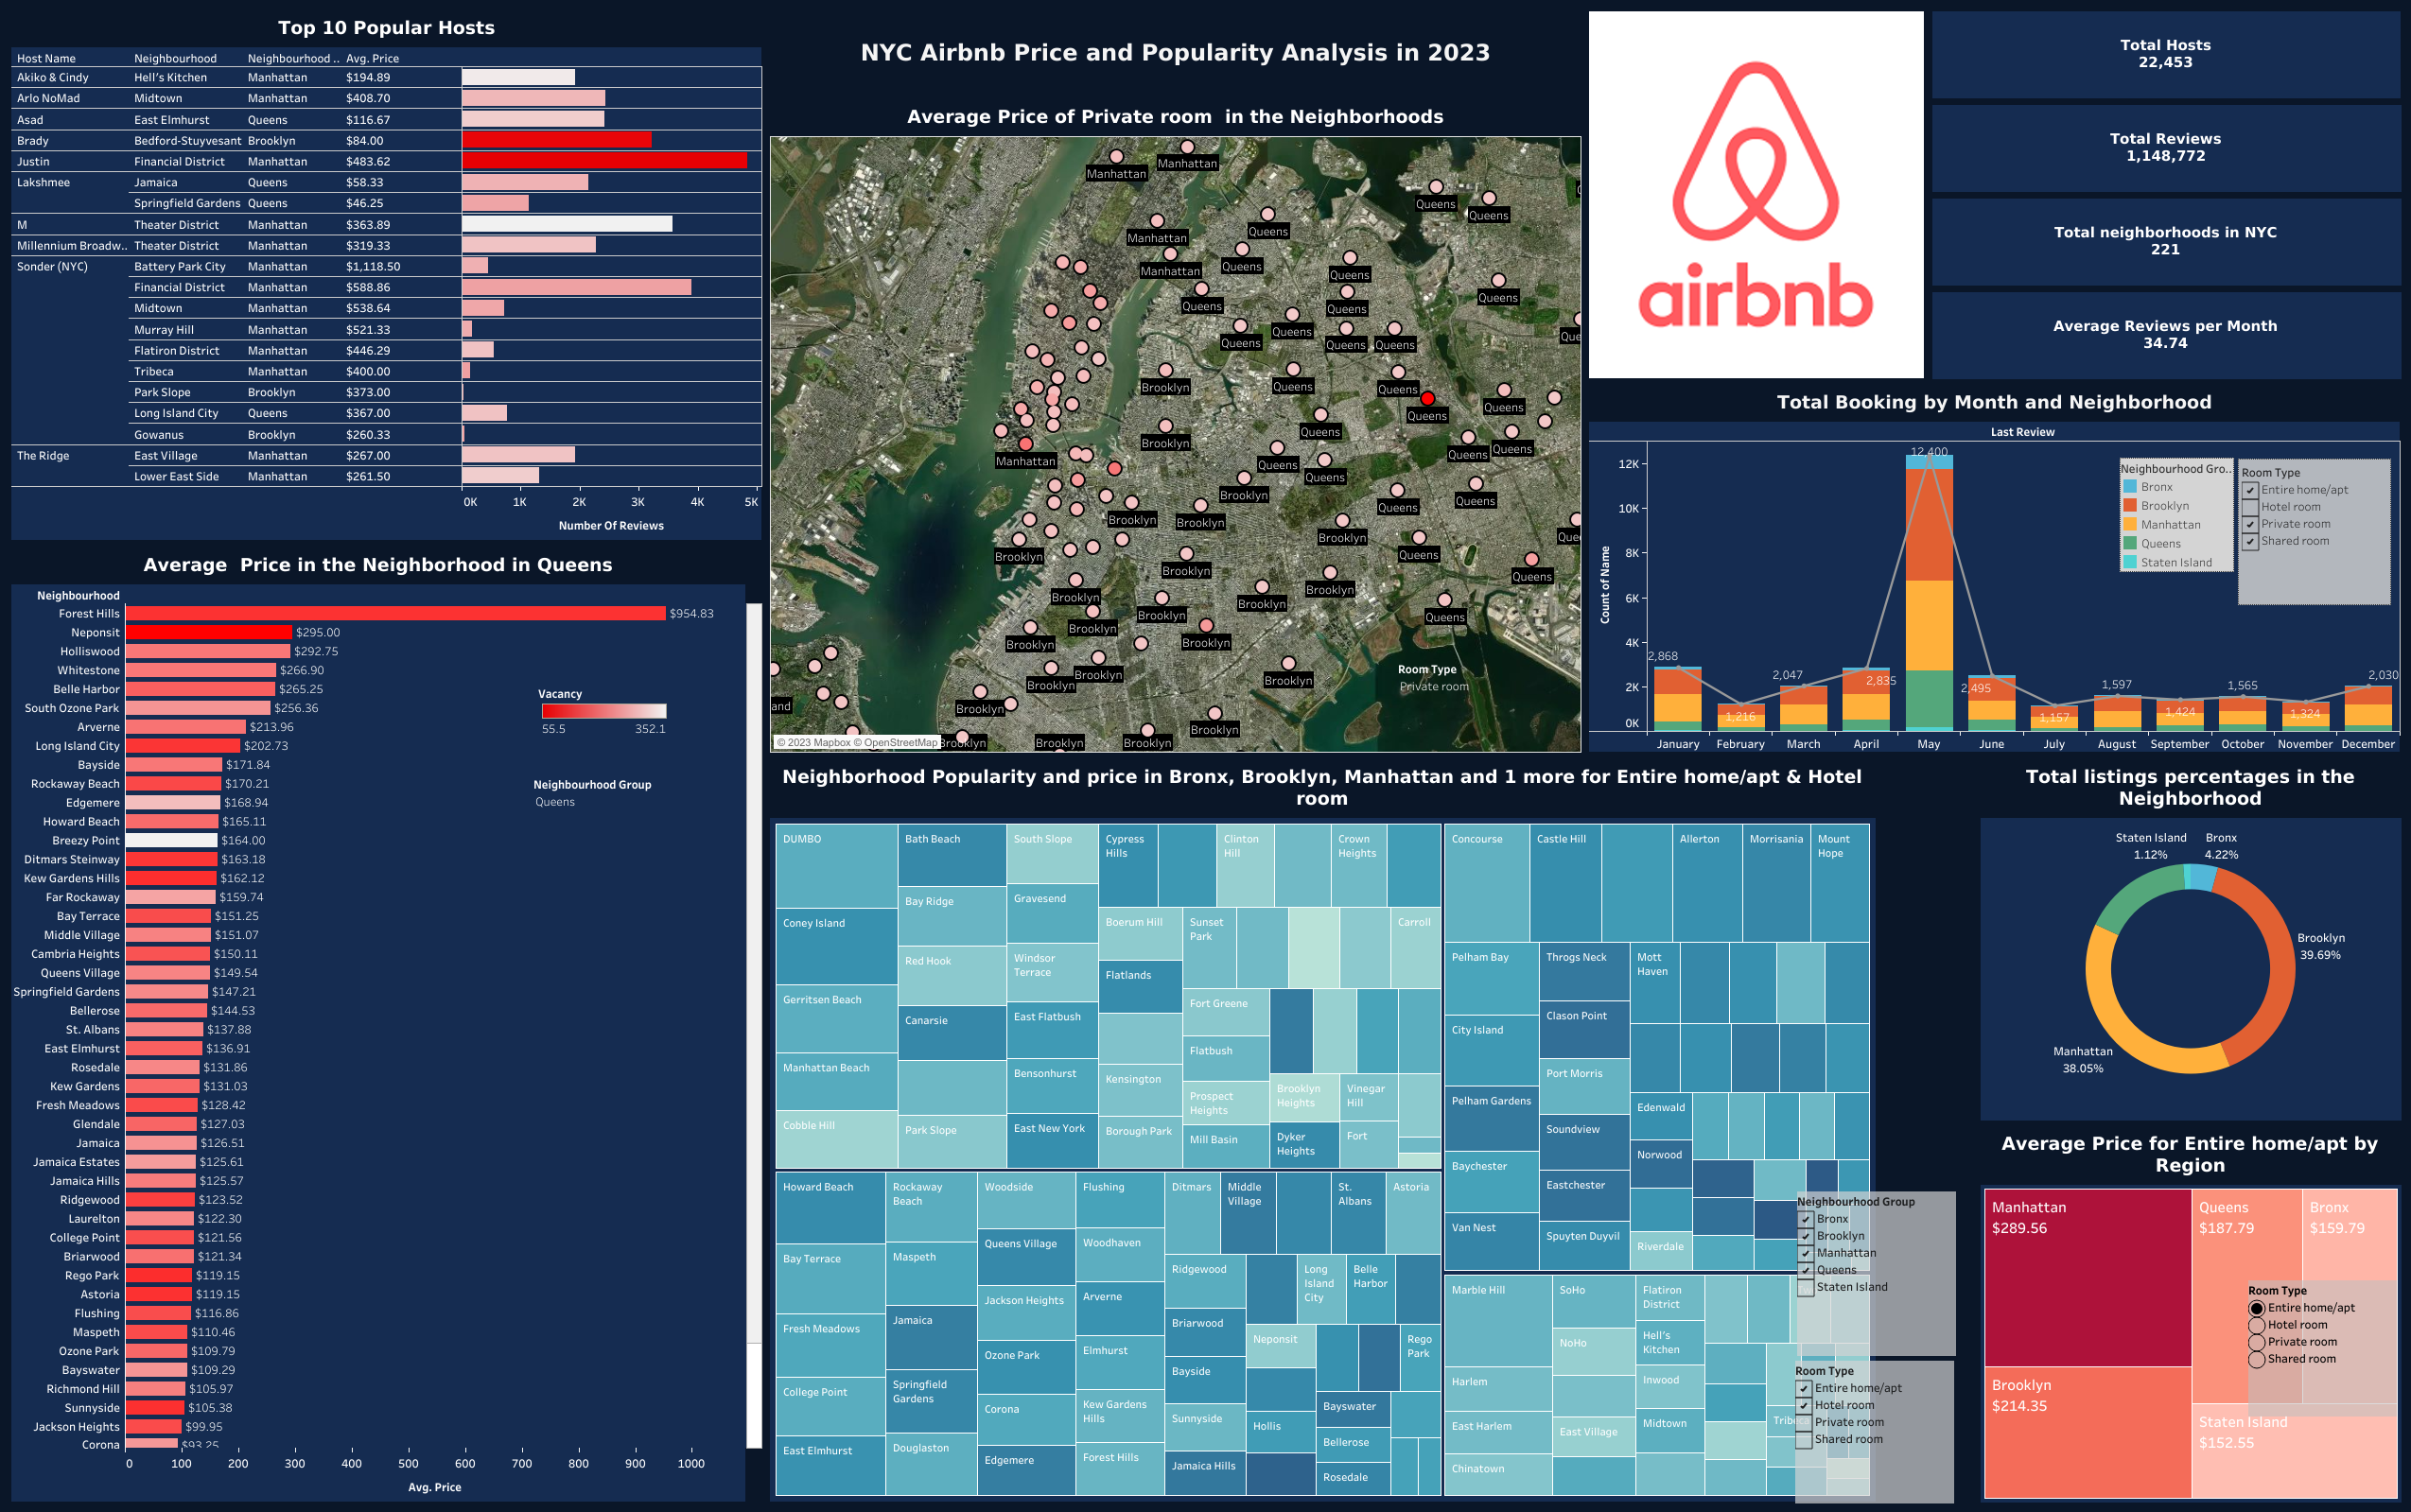 Top 10 Popular Hosts
Host Name Neighbourhood Neighbourhood .. Avg. Price
Akiko & Cindy Hell's Kitchen Manhattan $194.89
Arlo NoMad Midtown Manhattan $408.70
Asad East Elmhurst Queens $116.67
Brady Bedford-Stuyvesant Brooklyn $84.00
Justin Financial District Manhattan $483.62
Lakshmee Jamaica Queens $58.33
Springfield Gardens Queens $46.25
M Theater District Manhattan $363.89
Millennium Broadw.. Theater District Manhattan $319.33
Sonder (NYC) Battery Park City Manhattan $1,118.50
Financial District Manhattan $588.86
Midtown Manhattan $538.64
Murray Hill Manhattan $521.33
Flatiron District Manhattan $446.29
Tribeca Manhattan $400.00
Park Slope Brooklyn $373.00
Long Island City Queens $367.00
Gowanus Brooklyn $260.33
The Ridge East Village Manhattan $267.00
Lower East Side Manhattan $261.50
0K 1K 2K 3K 4K 5K
Number Of Reviews
Average Price in the Neighborhood in Queens
Neighbourhood
Forest Hills $954.83
Neponsit $295.00
Holliswood $292.75
Whitestone $266.90
Belle Harbor $265.25
South Ozone Park $256.36
Arverne $213.96
Long Island City $202.73
Bayside $171.84
Rockaway Beach $170.21
Edgemere $168.94
Howard Beach $165.11
Breezy Point $164.00
Ditmars Steinway $163.18
Kew Gardens Hills $162.12
Far Rockaway $159.74
Bay Terrace $151.25
Middle Village $151.07
Cambria Heights $150.11
Queens Village $149.54
Springfield Gardens $147.21
Bellerose $144.53
St. Albans $137.88
East Elmhurst $136.91
Rosedale $131.86
Kew Gardens $131.03
Fresh Meadows $128.42
Glendale $127.03
Jamaica $126.51
Jamaica Estates $125.61
Jamaica Hills $125.57
Ridgewood $123.52
Laurelton $122.30
College Point $121.56
Briarwood $121.34
Rego Park $119.15
Astoria $119.15
Flushing $116.86
Maspeth $110.46
Ozone Park $109.79
Bayswater $109.29
Richmond Hill $105.97
Sunnyside $105.38
Jackson Heights $99.95
Corona $93.25
0 100 200 300 400 500 600 700 800 900 1000
Avg. Price
Vacancy
55.5 352.1
Neighbourhood Group
Queens
NYC Airbnb Price and Popularity Analysis in 2023
Average Price of Private room in the Neighborhoods
Manhattan
Manhattan
Queens
Queens
Manhattan
Queens
Manhattan
Queens
Queens
Queens
Queens
Queens
Queens
Queens
Queens
Queens
Que
Brooklyn
Queens
Queens
Queens
Queens
Brooklyn
Queens
Queens
Queens
Manhattan
Queens
Queens
Brooklyn
Queens
Queens
Brooklyn
Brooklyn
Brooklyn
Queens
Que
Brooklyn
Brooklyn
Queens
Brooklyn
Brooklyn
Brooklyn
Brooklyn
Brooklyn
Brooklyn
Brooklyn
Queens
Brooklyn
Brooklyn
Brooklyn
Brooklyn
and
Brooklyn
Brooklyn
Brooklyn
Brooklyn
Brooklyn
Room Type
Private room
© 2023 Mapbox © OpenStreetMap
airbnb
Total Hosts
22,453
Total Reviews
1,148,772
Total neighborhoods in NYC
221
Average Reviews per Month
34.74
Total Booking by Month and Neighborhood
Last Review
Count of Name
12K
10K
8K
6K
4K
2K
0K
2,868
1,216
2,047
2,835
12,400
2,495
1,157
1,597
1,424
1,565
1,324
2,030
January February March April May June July August September October November December
Neighbourhood Gro..
Bronx
Brooklyn
Manhattan
Queens
Staten Island
Room Type
Entire home/apt
Hotel room
Private room
Shared room
Neighborhood Popularity and price in Bronx, Brooklyn, Manhattan and 1 more for Entire home/apt & Hotel
room
DUMBO
Coney Island
Gerritsen Beach
Manhattan Beach
Cobble Hill
Bath Beach
Bay Ridge
Red Hook
Canarsie
Park Slope
South Slope
Gravesend
Windsor
Terrace
East Flatbush
Bensonhurst
East New York
Cypress
Hills
Clinton
Hill
Crown
Heights
Boerum Hill
Flatlands
Kensington
Borough Park
Sunset
Park
Carroll
Fort Greene
Flatbush
Prospect
Heights
Mill Basin
Brooklyn
Heights
Dyker
Heights
Vinegar
Hill
Fort
Concourse
Castle Hill
Allerton
Morrisania
Mount
Hope
Pelham Bay
City Island
Pelham Gardens
Baychester
Van Nest
Throgs Neck
Clason Point
Port Morris
Soundview
Eastchester
Spuyten Duyvil
Mott
Haven
Edenwald
Norwood
Riverdale
Howard Beach
Bay Terrace
Fresh Meadows
College Point
East Elmhurst
Rockaway
Beach
Maspeth
Jamaica
Springfield
Gardens
Douglaston
Woodside
Queens Village
Jackson Heights
Ozone Park
Corona
Edgemere
Flushing
Woodhaven
Arverne
Elmhurst
Kew Gardens
Hills
Forest Hills
Ditmars
Middle
Village
St.
Albans
Astoria
Ridgewood
Briarwood
Bayside
Sunnyside
Jamaica Hills
Long
Island
City
Belle
Harbor
Neponsit
Hollis
Rego
Park
Bayswater
Bellerose
Rosedale
Marble Hill
Harlem
East Harlem
Chinatown
SoHo
NoHo
East Village
Flatiron
District
Hell's
Kitchen
Inwood
Midtown
Tribeca
Neighbourhood Group
Bronx
Brooklyn
Manhattan
Queens
Staten Island
Room Type
Entire home/apt
Hotel room
Private room
Shared room
Total listings percentages in the
Neighborhood
Staten Island
1.12%
Bronx
4.22%
Brooklyn
39.69%
Manhattan
38.05%
Average Price for Entire home/apt by
Region
Manhattan
$289.56
Queens
$187.79
Bronx
$159.79
Brooklyn
$214.35
Staten Island
$152.55
Room Type
Entire home/apt
Hotel room
Private room
Shared room